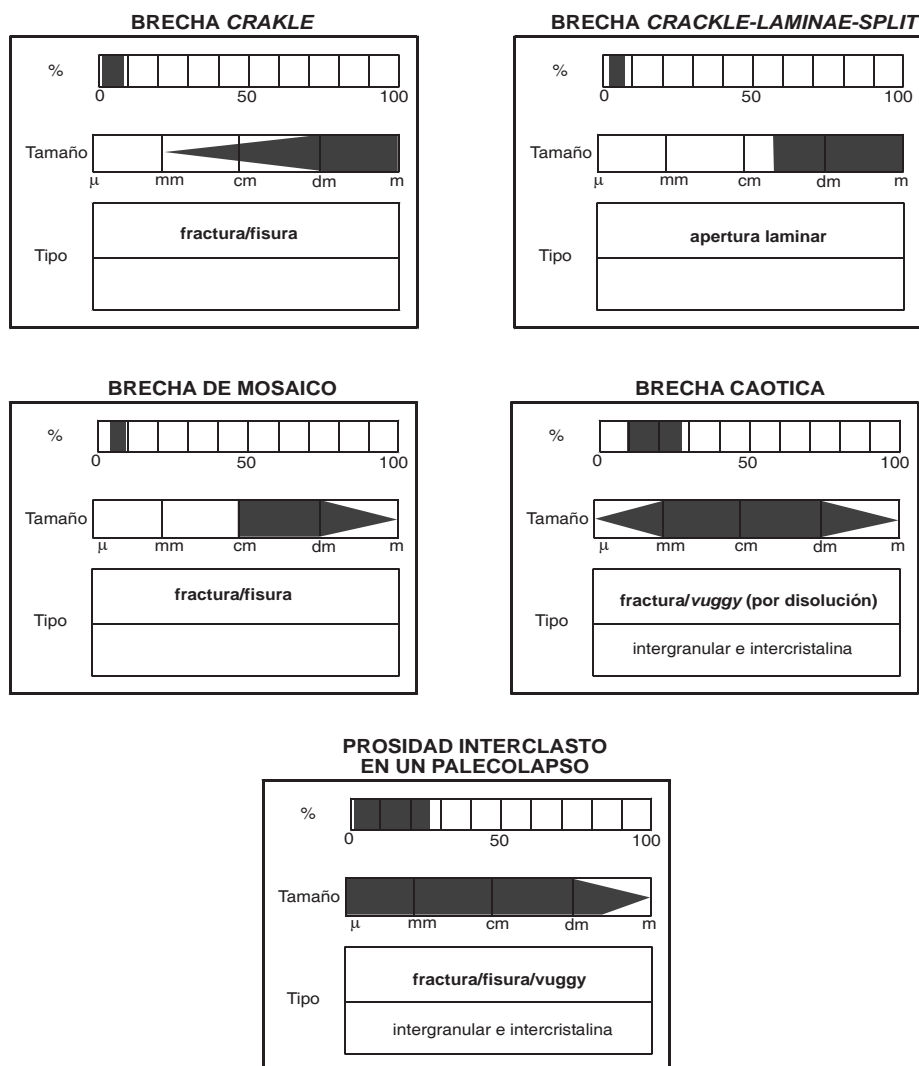 BRECHA CRAKLE
%
0 50 100
Tamaño
μ mm cm dm m
Tipo
fractura/fisura
BRECHA CRACKLE-LAMINAE-SPLIT
%
0 50 100
Tamaño
μ mm cm dm m
Tipo
apertura laminar
BRECHA DE MOSAICO
%
0 50 100
Tamaño
μ mm cm dm m
Tipo
fractura/fisura
BRECHA CAOTICA
%
0 50 100
Tamaño
μ mm cm dm m
Tipo
fractura/vuggy (por disolución)
intergranular e intercristalina
PROSIDAD INTERCLASTO
EN UN PALECOLAPSO
%
0 50 100
Tamaño
μ mm cm dm m
Tipo
fractura/fisura/vuggy
intergranular e intercristalina